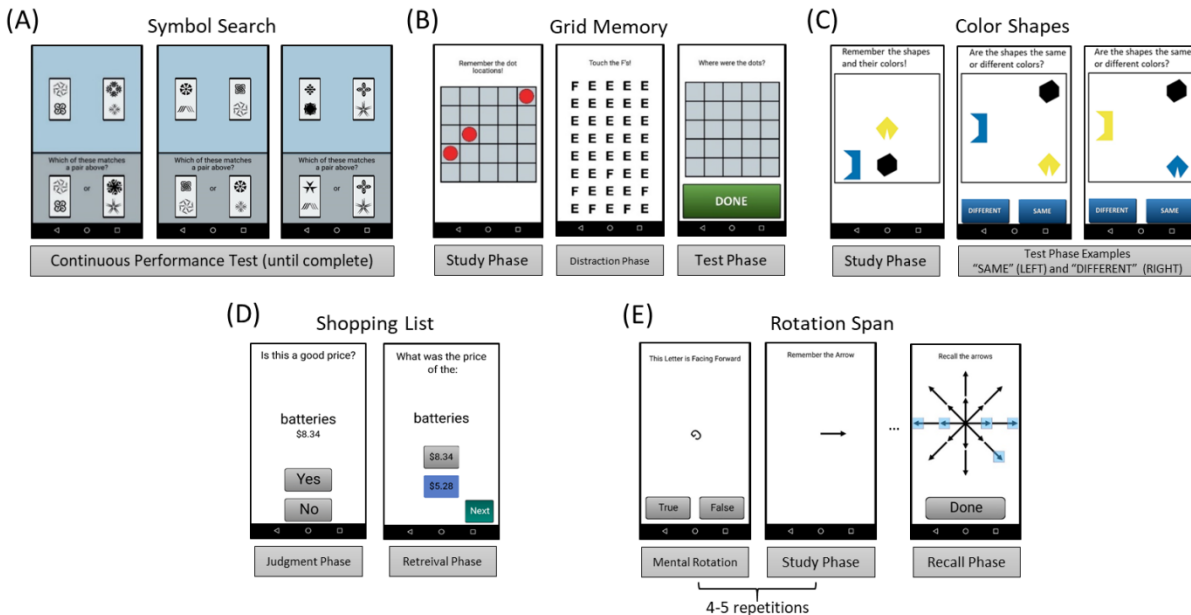 (A)
Symbol Search
Which of these matches
a pair above?
or
Which of these matches
a pair above?
or
Which of these matches
a pair above?
or
Continuous Performance Test (until complete)
(B)
Grid Memory
Remember the dot
locations!
Study Phase
Touch the F's!
F E E E E
E E E E E
E E E E E
E E E E E
E E E E E
E E F E E
E E E F E
E F E F E
Distraction Phase
Where were the dots?
DONE
Test Phase
(C)
Color Shapes
Remember the shapes
and their colors!
Study Phase
Are the shapes the same
or different colors?
DIFFERENT SAME
Are the shapes the same
or different colors?
DIFFERENT SAME
Test Phase Examples
“SAME” (LEFT) and “DIFFERENT” (RIGHT)
(D)
Shopping List
Is this a good price?
batteries
$8.34
Yes
No
Judgment Phase
What was the price
of the:
batteries
$8.34
$5.28
Next
Retreival Phase
(E)
Rotation Span
This Letter is Facing Forward
G
True False
Mental Rotation
Remember the Arrow
Study Phase
4-5 repetitions
...
Recall the arrows
Done
Recall Phase